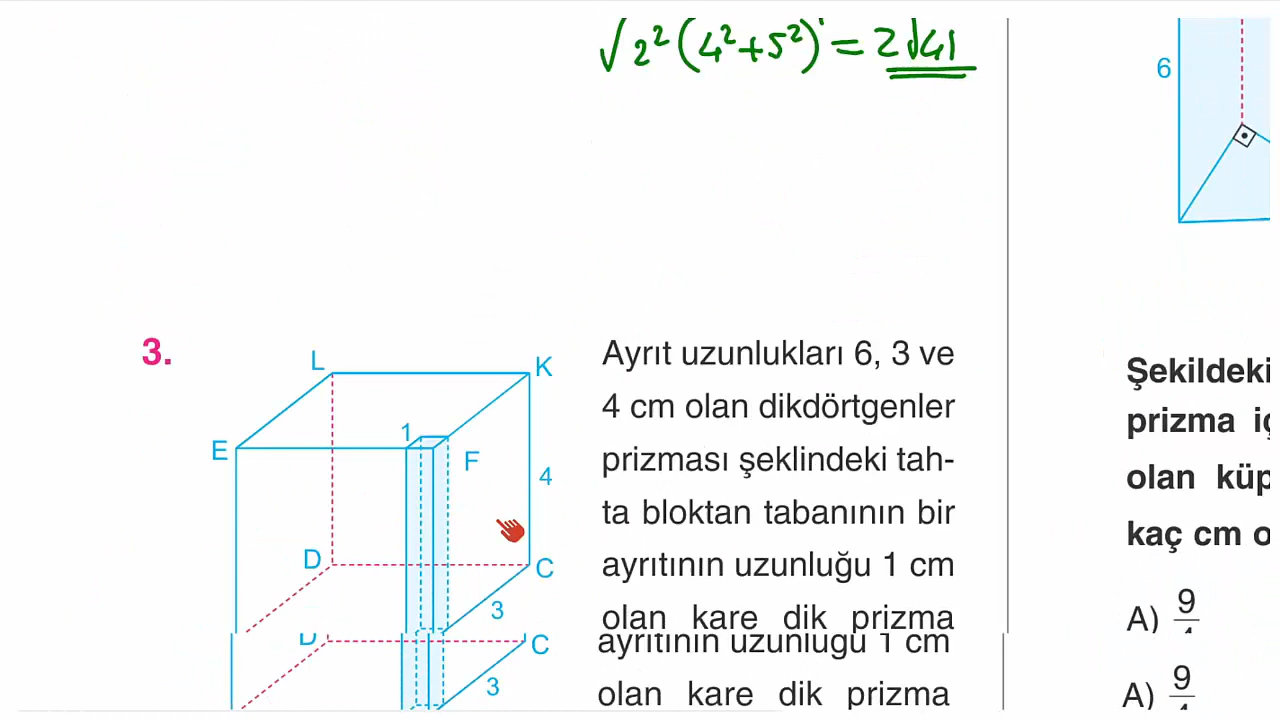 √2²(4²+5²) = 2√41
6
3.
L
K
1
E
F
4
D
C
3
Ayrıt uzunlukları 6, 3 ve
4 cm olan dikdörtgenler
prizması şeklindeki tah-
ta bloktan tabanının bir
ayrıtının uzunluğu 1 cm
olan kare dik prizma
C
3
ayrıtının uzunluğu 1 cm
olan kare dik prizma
Şekildeki
prizma iç
olan küp
kaç cm o
A) 9
A) 9